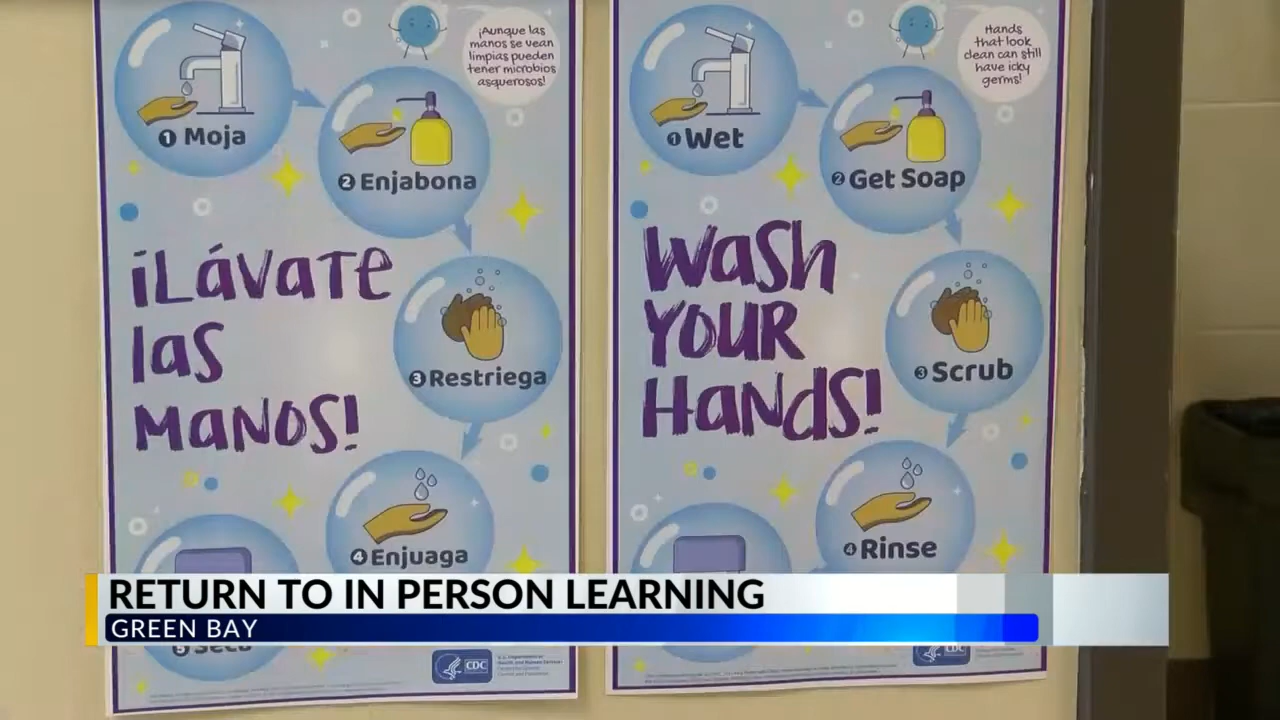 ¡Aunque las
manos se vean
limpias pueden
tener microbios
asquerosos!
1 Moja
2 Enjabona
¡Lávate
las
Manos!
3 Restriega
4 Enjuaga
5 Seca
CDC
Hands
that look
clean can still
have icky
germs!
1 Wet
2 Get Soap
Wash
Your
Hands!
3 Scrub
4 Rinse
CDC
RETURN TO IN PERSON LEARNING
GREEN BAY